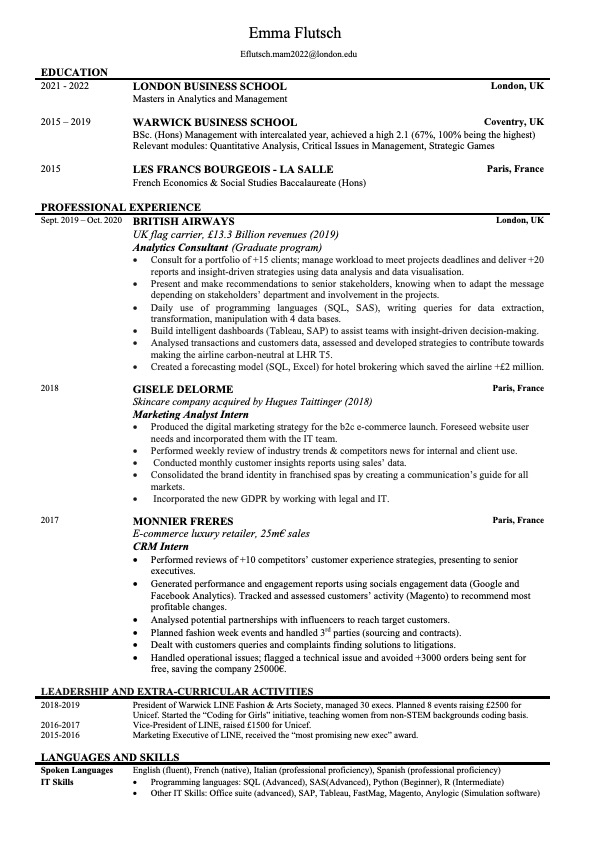 Emma Flutsch
Eflutsch.mam2022@london.edu
EDUCATION
2021 - 2022 LONDON BUSINESS SCHOOL London, UK
Masters in Analytics and Management
2015 – 2019 WARWICK BUSINESS SCHOOL Coventry, UK
BSc. (Hons) Management with intercalated year, achieved a high 2.1 (67%, 100% being the highest)
Relevant modules: Quantitative Analysis, Critical Issues in Management, Strategic Games
2015 LES FRANCS BOURGEOIS - LA SALLE Paris, France
French Economics & Social Studies Baccalaureate (Hons)
PROFESSIONAL EXPERIENCE
Sept. 2019 – Oct. 2020 BRITISH AIRWAYS London, UK
UK flag carrier, £13.3 Billion revenues (2019)
Analytics Consultant (Graduate program)
• Consult for a portfolio of +15 clients; manage workload to meet projects deadlines and deliver +20
reports and insight-driven strategies using data analysis and data visualisation.
• Present and make recommendations to senior stakeholders, knowing when to adapt the message
depending on stakeholders’ department and involvement in the projects.
• Daily use of programming languages (SQL, SAS), writing queries for data extraction,
transformation, manipulation with 4 data bases.
• Build intelligent dashboards (Tableau, SAP) to assist teams with insight-driven decision-making.
• Analysed transactions and customers data, assessed and developed strategies to contribute towards
making the airline carbon-neutral at LHR T5.
• Created a forecasting model (SQL, Excel) for hotel brokering which saved the airline +£2 million.
2018 GISELE DELORME Paris, France
Skincare company acquired by Hugues Taittinger (2018)
Marketing Analyst Intern
• Produced the digital marketing strategy for the b2c e-commerce launch. Foreseed website user
needs and incorporated them with the IT team.
• Performed weekly review of industry trends & competitors news for internal and client use.
• Conducted monthly customer insights reports using sales’ data.
• Consolidated the brand identity in franchised spas by creating a communication’s guide for all
markets.
• Incorporated the new GDPR by working with legal and IT.
2017 MONNIER FRERES Paris, France
E-commerce luxury retailer, 25m€ sales
CRM Intern
• Performed reviews of +10 competitors’ customer experience strategies, presenting to senior
executives.
• Generated performance and engagement reports using socials engagement data (Google and
Facebook Analytics). Tracked and assessed customers’ activity (Magento) to recommend most
profitable changes.
• Analysed potential partnerships with influencers to reach target customers.
• Planned fashion week events and handled 3rd parties (sourcing and contracts).
• Dealt with customers queries and complaints finding solutions to litigations.
• Handled operational issues; flagged a technical issue and avoided +3000 orders being sent for
free, saving the company 25000€.
LEADERSHIP AND EXTRA-CURRICULAR ACTIVITIES
2018-2019 President of Warwick LINE Fashion & Arts Society, managed 30 execs. Planned 8 events raising £2500 for
Unicef. Started the “Coding for Girls” initiative, teaching women from non-STEM backgrounds coding basis.
2016-2017 Vice-President of LINE, raised £1500 for Unicef.
2015-2016 Marketing Executive of LINE, received the “most promising new exec” award.
LANGUAGES AND SKILLS
Spoken Languages English (fluent), French (native), Italian (professional proficiency), Spanish (professional proficiency)
IT Skills • Programming languages: SQL (Advanced), SAS(Advanced), Python (Beginner), R (Intermediate)
• Other IT Skills: Office suite (advanced), SAP, Tableau, FastMag, Magento, Anylogic (Simulation software)